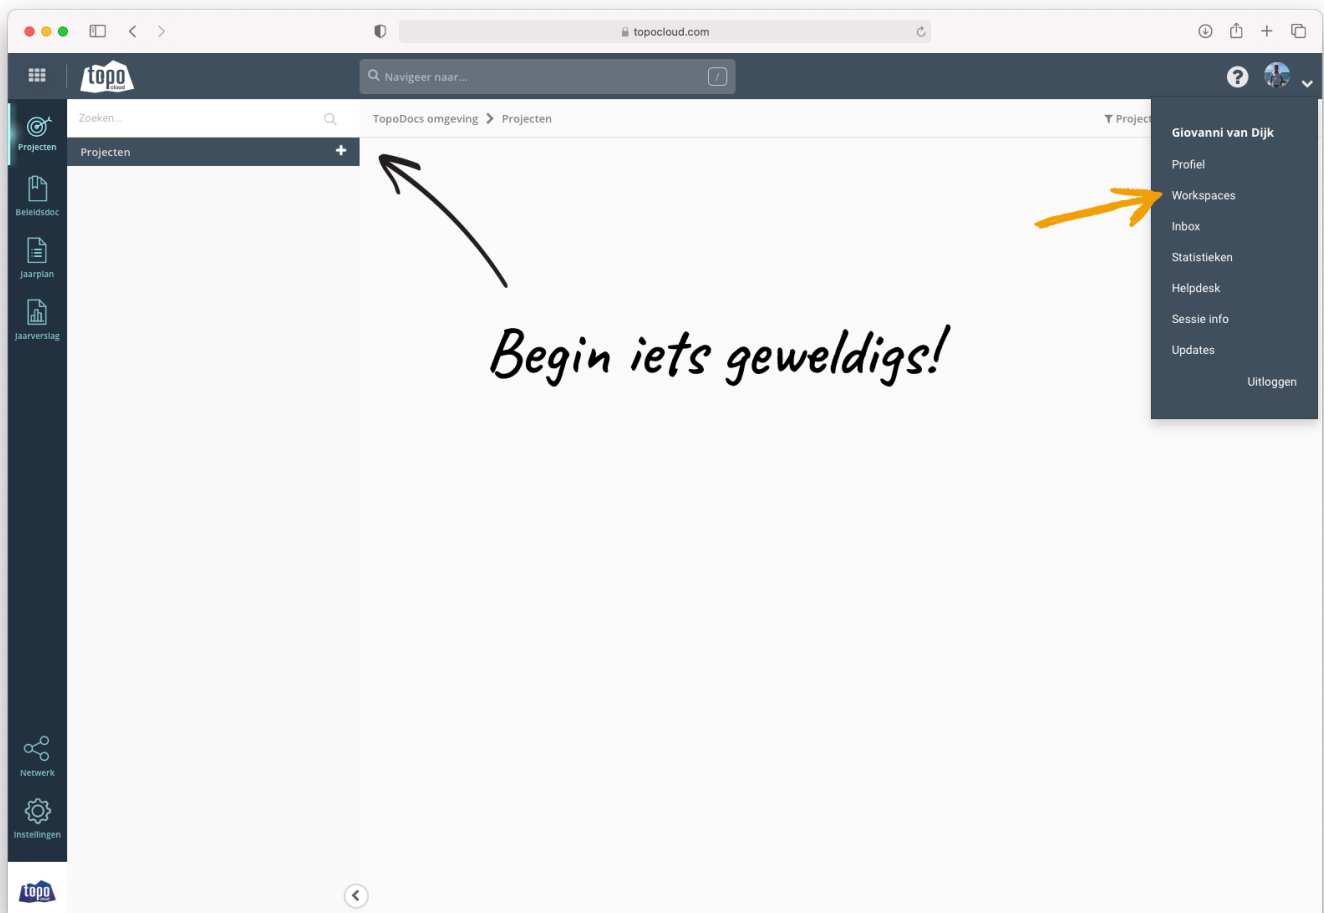 topocloud.com
topo
cloud
Navigeer naar...
/
?
Zoeken...
TopoDocs omgeving
Projecten
Project
Projecten
+
Projecten
Beleidsdoc
Jaarplan
Jaarverslag
Giovanni van Dijk
Profiel
Workspaces
Inbox
Statistieken
Helpdesk
Sessie info
Updates
Uitloggen
Begin iets geweldigs!
Netwerk
Instellingen
topo
cloud